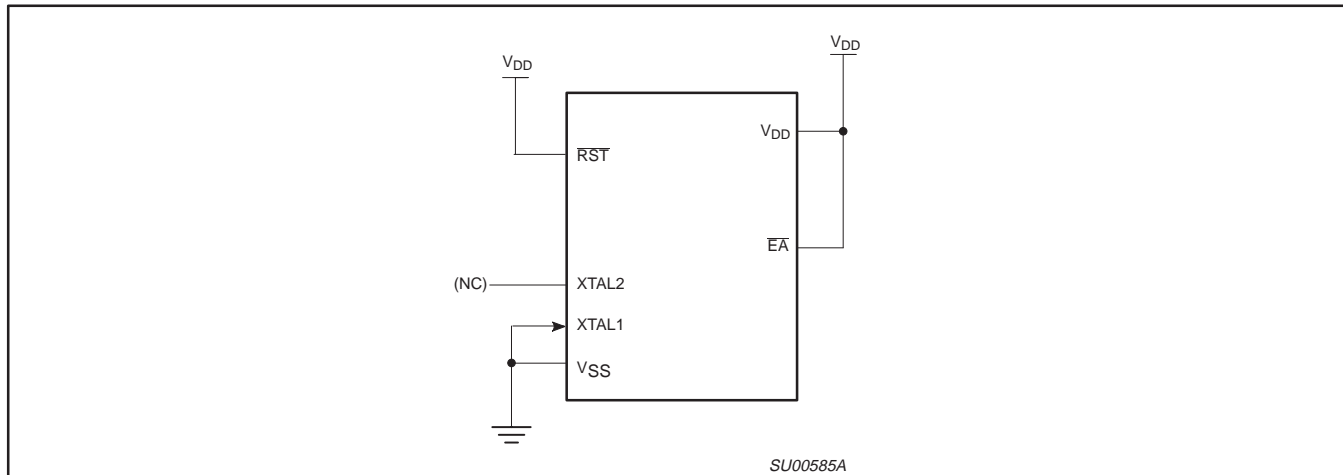 VDD
VDD
VDD
RST
EA
(NC)
XTAL2
XTAL1
VSS
SU00585A